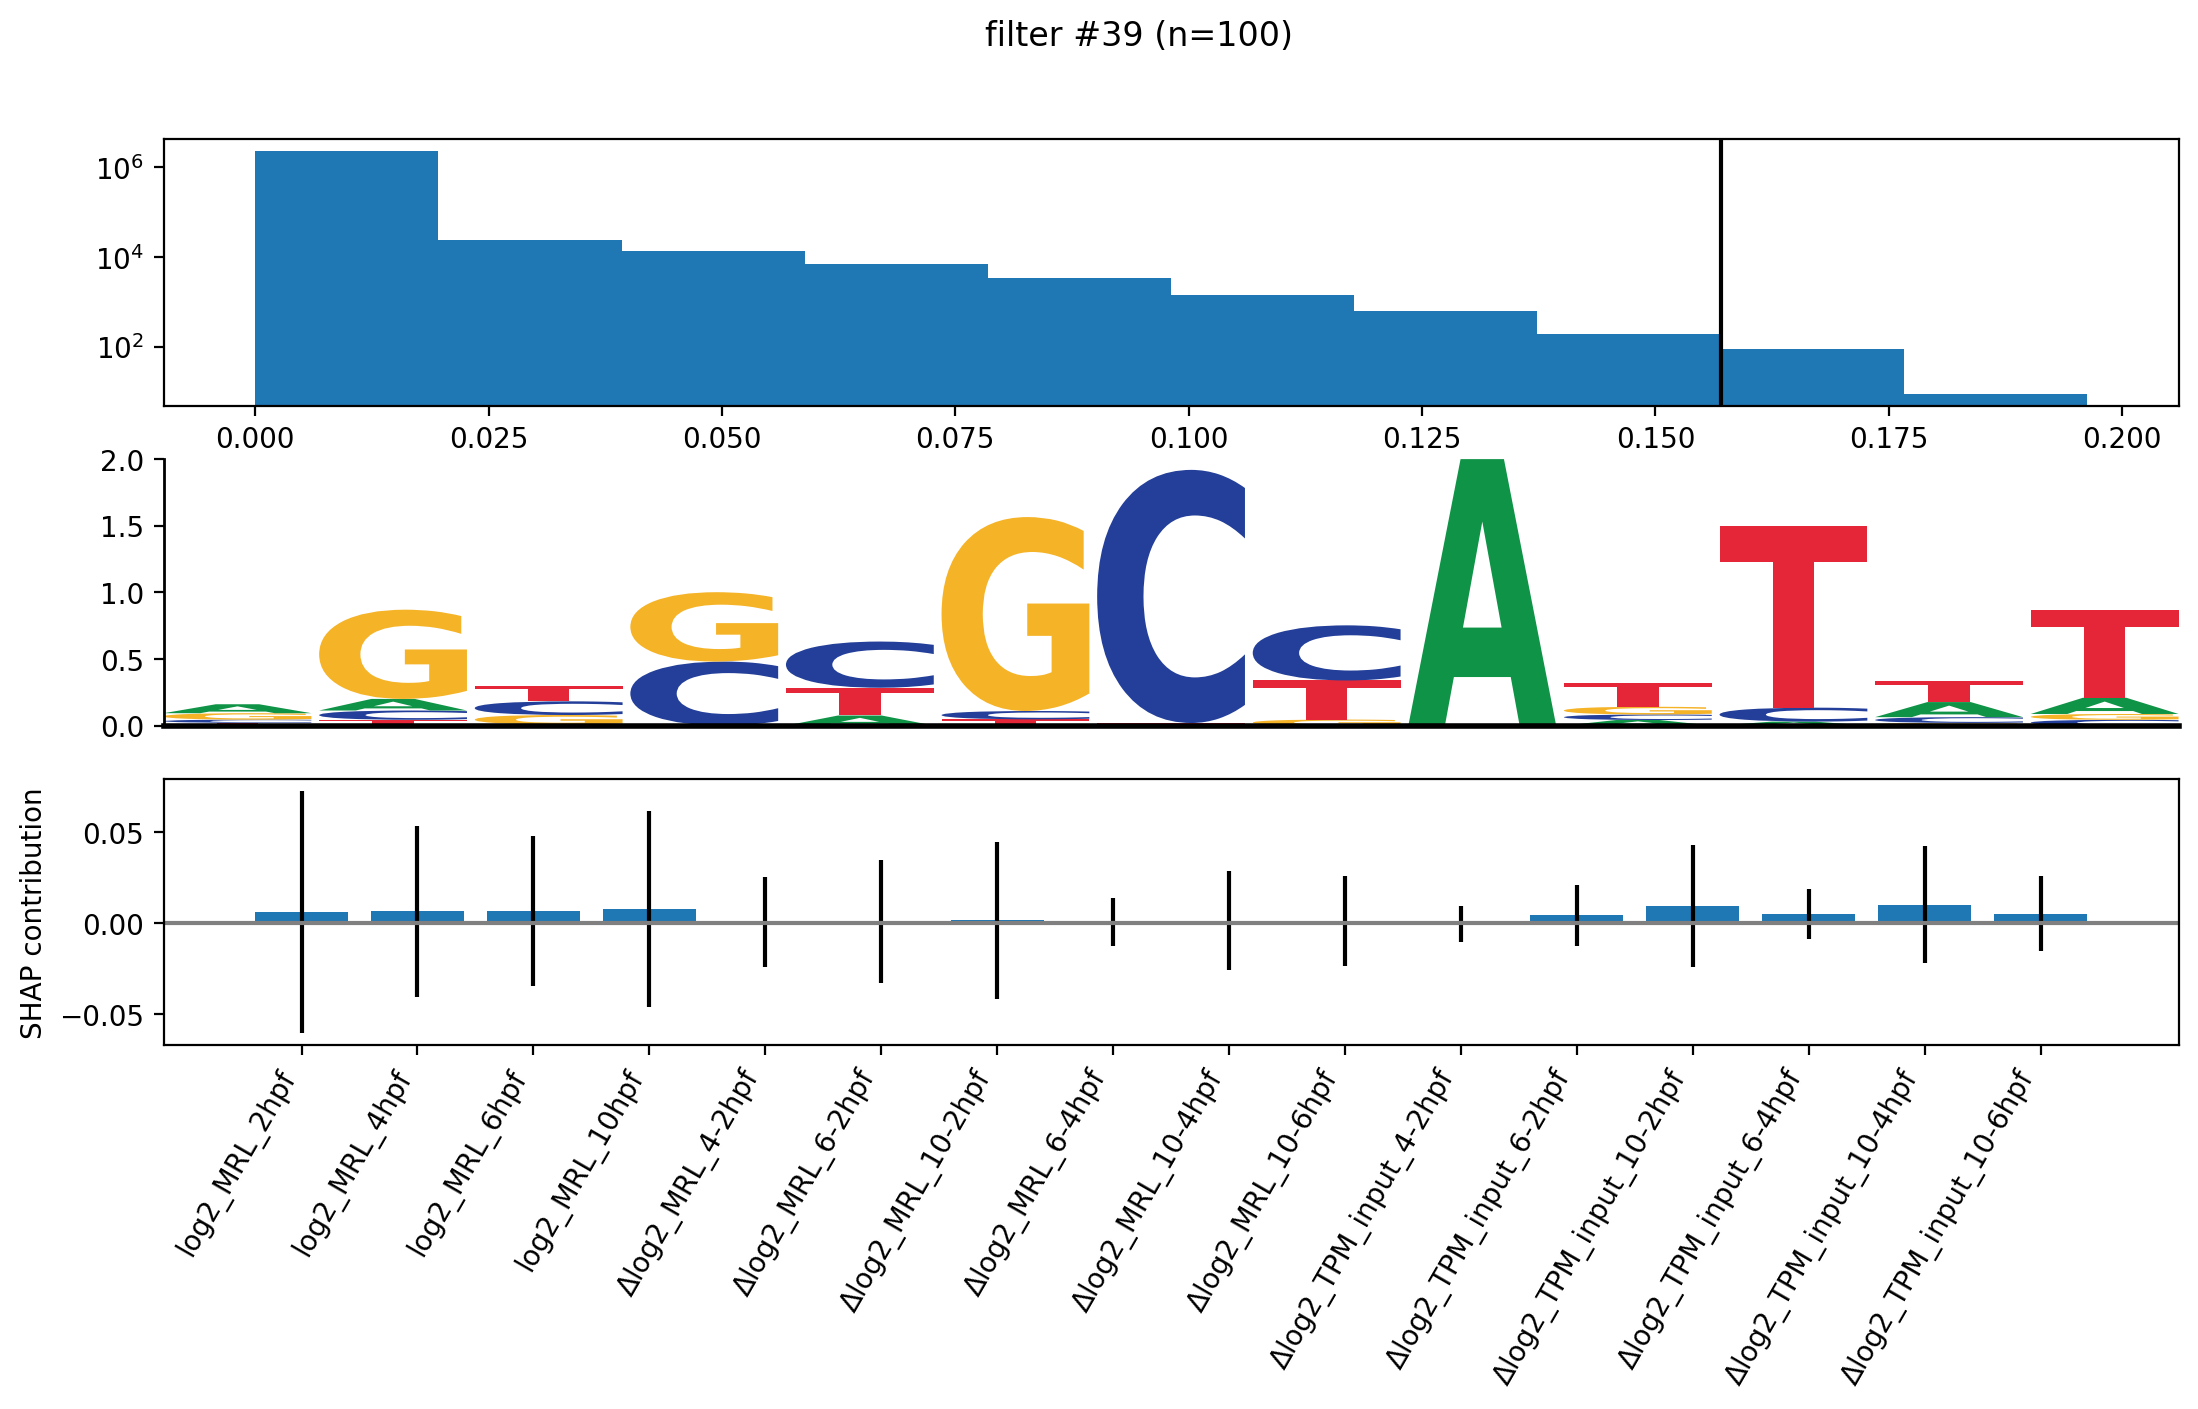 filter #39 (n=100)
10^6
10^4
10^2
0.000 0.025 0.050 0.075 0.100 0.125 0.150 0.175 0.200
2.0
1.5
1.0
0.5
0.0
SHAP contribution
0.05
0.00
−0.05
log2_MRL_2hpf
log2_MRL_4hpf
log2_MRL_6hpf
log2_MRL_10hpf
Δlog2_MRL_4-2hpf
Δlog2_MRL_6-2hpf
Δlog2_MRL_10-2hpf
Δlog2_MRL_6-4hpf
Δlog2_MRL_10-4hpf
Δlog2_MRL_10-6hpf
Δlog2_TPM_input_4-2hpf
Δlog2_TPM_input_6-2hpf
Δlog2_TPM_input_10-2hpf
Δlog2_TPM_input_6-4hpf
Δlog2_TPM_input_10-4hpf
Δlog2_TPM_input_10-6hpf